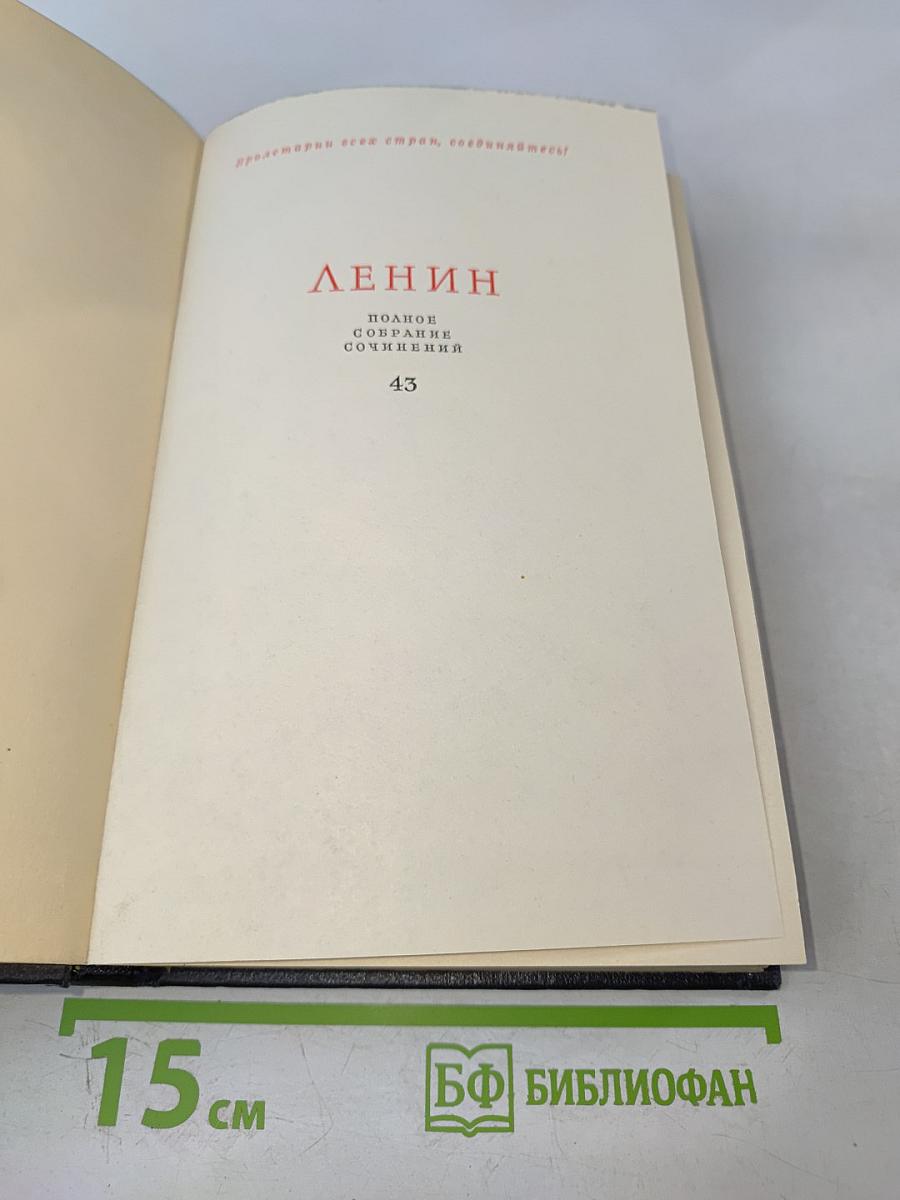 Пролетарии всех стран, соединяйтесь!
ЛЕНИН
ПОЛНОЕ
СОБРАНИЕ
СОЧИНЕНИЙ
43
15 см
БФ БИБЛИОФАН